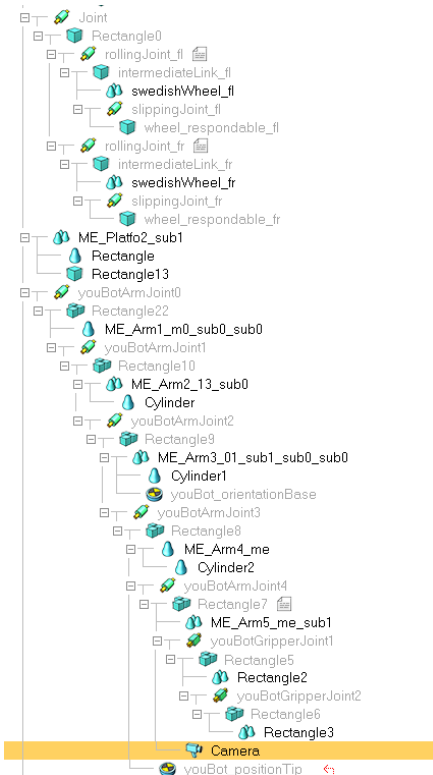 Joint
Rectangle0
rollingJoint_fl
intermediateLink_fl
swedishWheel_fl
slippingJoint_fl
wheel_respondable_fl
rollingJoint_fr
intermediateLink_fr
swedishWheel_fr
slippingJoint_fr
wheel_respondable_fr
ME_Platfo2_sub1
Rectangle
Rectangle13
youBotArmJoint0
Rectangle22
ME_Arm1_m0_sub0_sub0
youBotArmJoint1
Rectangle10
ME_Arm2_13_sub0
Cylinder
youBotArmJoint2
Rectangle9
ME_Arm3_01_sub1_sub0_sub0
Cylinder1
youBot_orientationBase
youBotArmJoint3
Rectangle8
ME_Arm4_me
Cylinder2
youBotArmJoint4
Rectangle7
ME_Arm5_me_sub1
youBotGripperJoint1
Rectangle5
Rectangle2
youBotGripperJoint2
Rectangle6
Rectangle3
Camera
youBot_positionTip